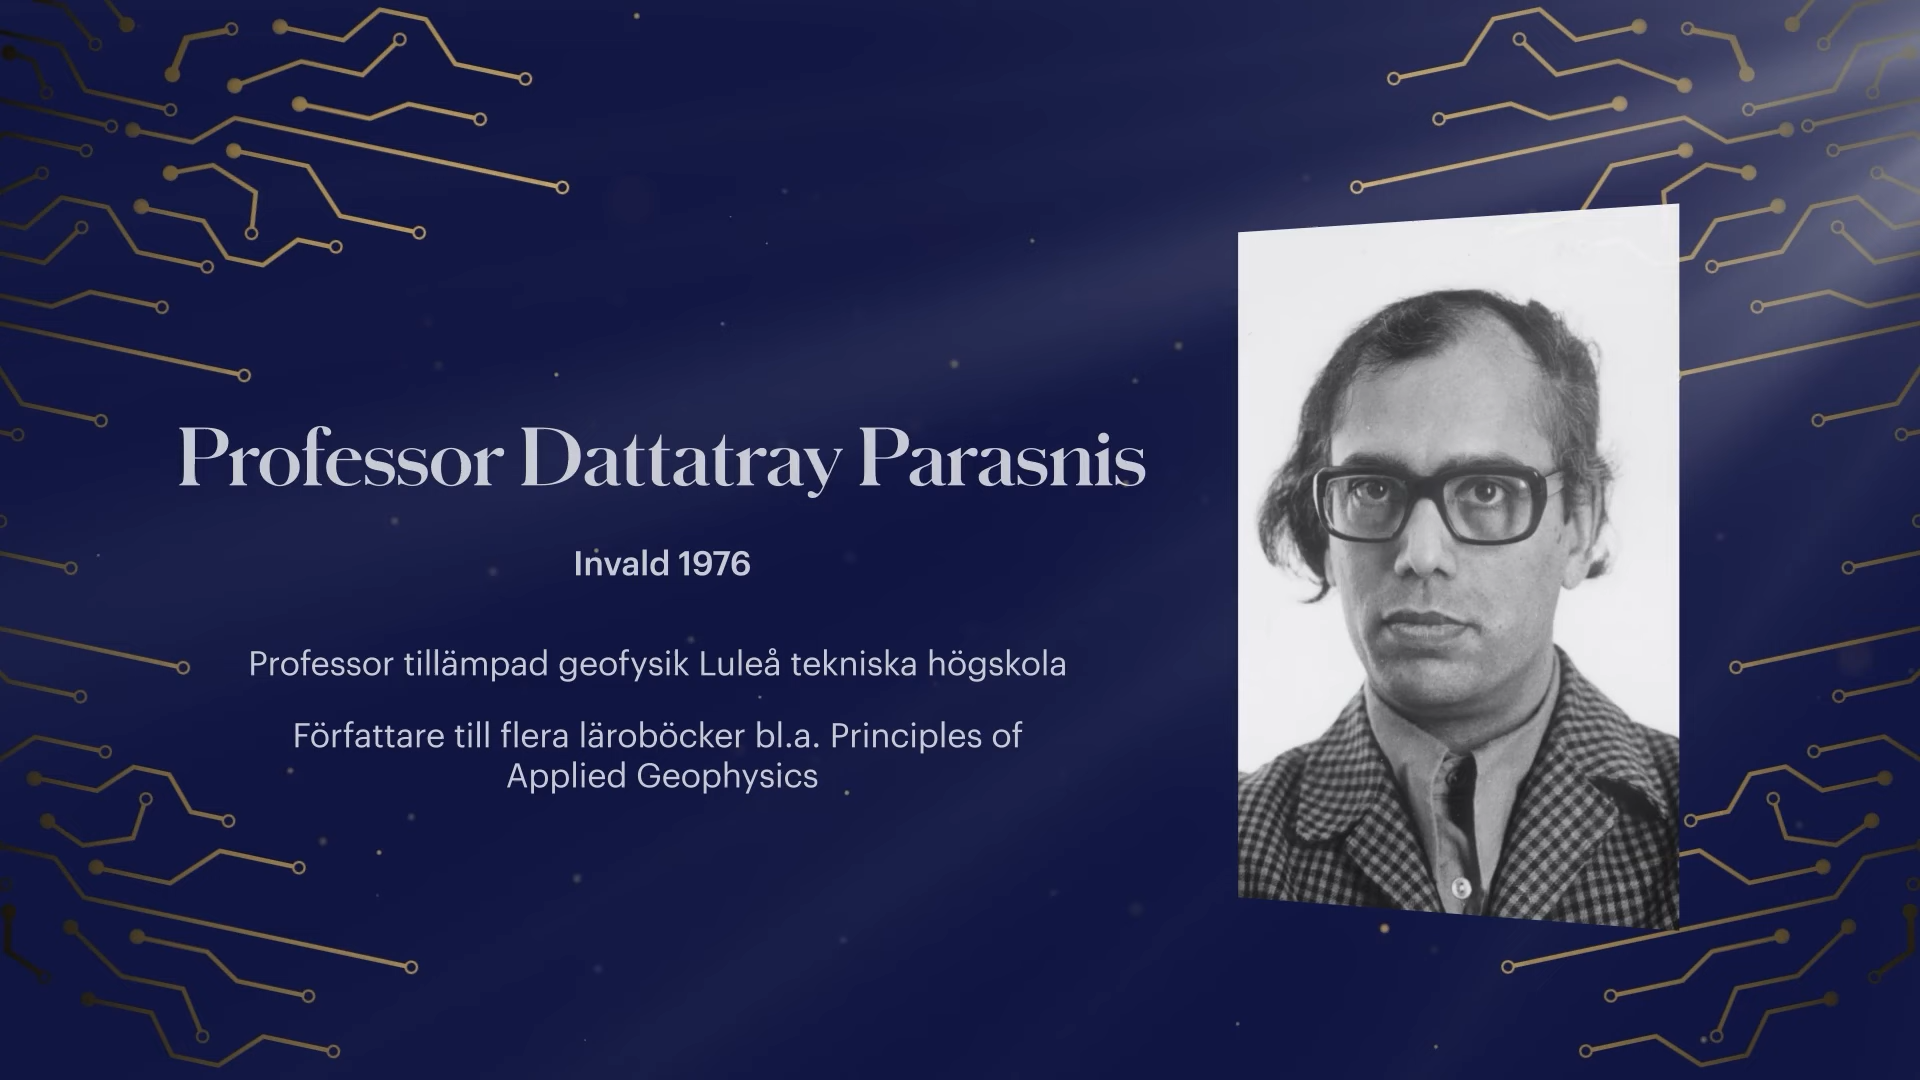 Professor Dattatray Parasnis
Invald 1976
Professor tillämpad geofysik Luleå tekniska högskola
Författare till flera läroböcker bl.a. Principles of
Applied Geophysics